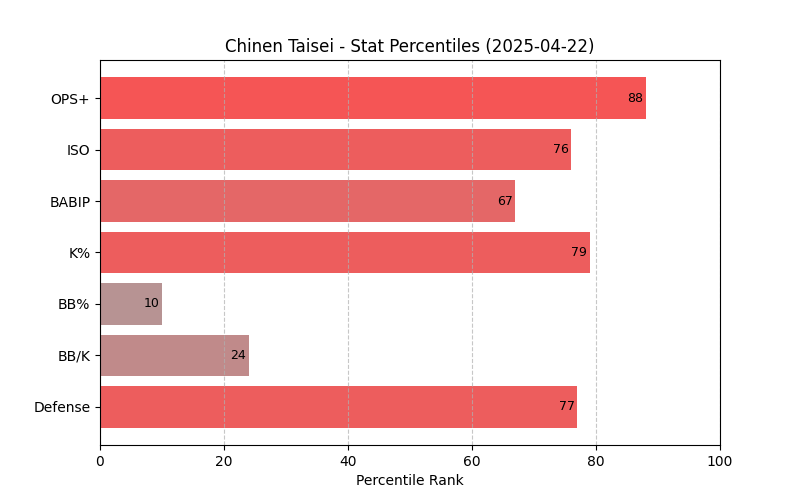 Chinen Taisei - Stat Percentiles (2025-04-22)
OPS+ 88
ISO 76
BABIP 67
K% 79
BB% 10
BB/K 24
Defense 77
0 20 40 60 80 100
Percentile Rank